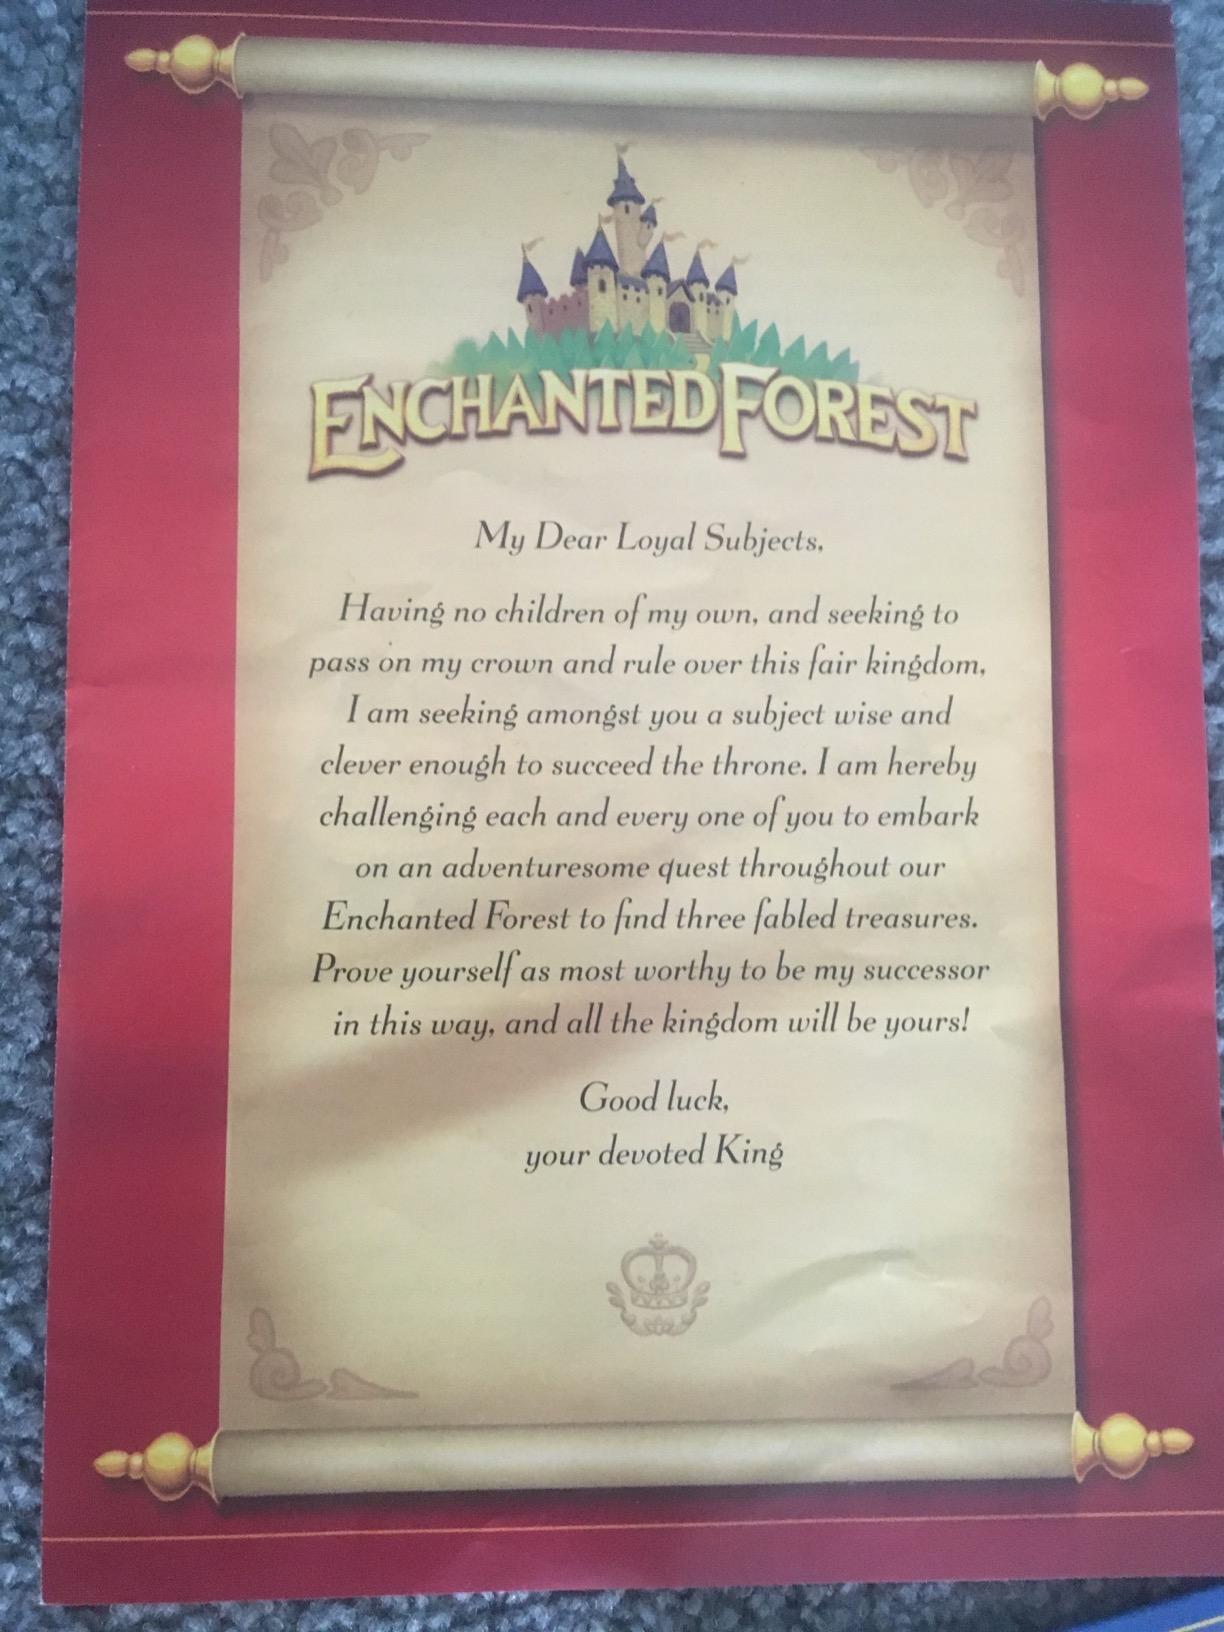 ENCHANTED FOREST
My Dear Loyal Subjects,
Having no children of my own, and seeking to
pass on my crown and rule over this fair kingdom,
I am seeking amongst you a subject wise and
clever enough to succeed the throne. I am hereby
challenging each and every one of you to embark
on an adventuresome quest throughout our
Enchanted Forest to find three fabled treasures.
Prove yourself as most worthy to be my successor
in this way, and all the kingdom will be yours!
Good luck,
your devoted King